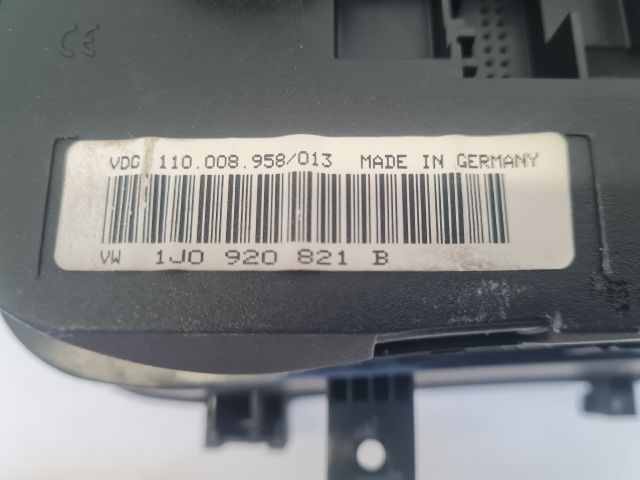 CE
VDO 110.008.958/013 MADE IN GERMANY
VW 1J0 920 821 B